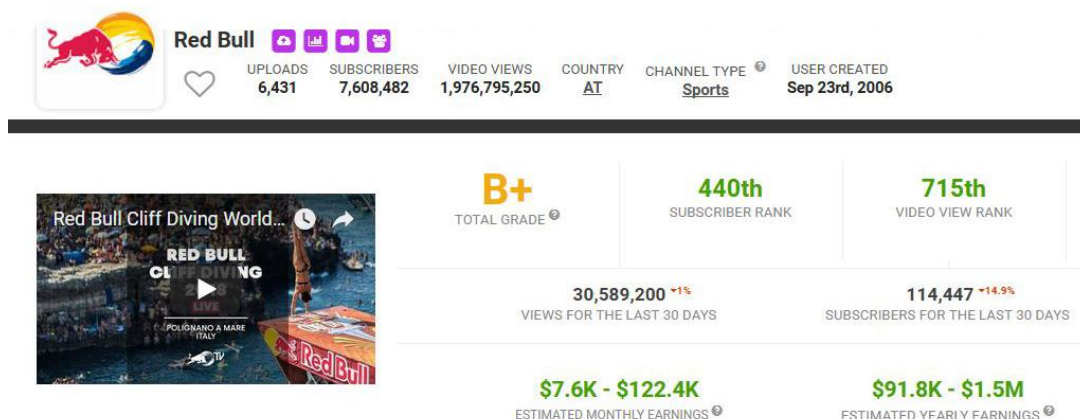 Red Bull
UPLOADS SUBSCRIBERS VIDEO VIEWS COUNTRY CHANNEL TYPE USER CREATED
6,431 7,608,482 1,976,795,250 AT Sports Sep 23rd, 2006
B+ 440th 715th
TOTAL GRADE SUBSCRIBER RANK VIDEO VIEW RANK
Red Bull Cliff Diving World...
RED BULL
CLIFF DIVING
2018
LIVE
POLIGNANO A MARE
ITALY
TV
Red Bull
30,589,200 1% 114,447 14.9%
VIEWS FOR THE LAST 30 DAYS SUBSCRIBERS FOR THE LAST 30 DAYS
$7.6K - $122.4K $91.8K - $1.5M
ESTIMATED MONTHLY EARNINGS ESTIMATED YEARLY EARNINGS